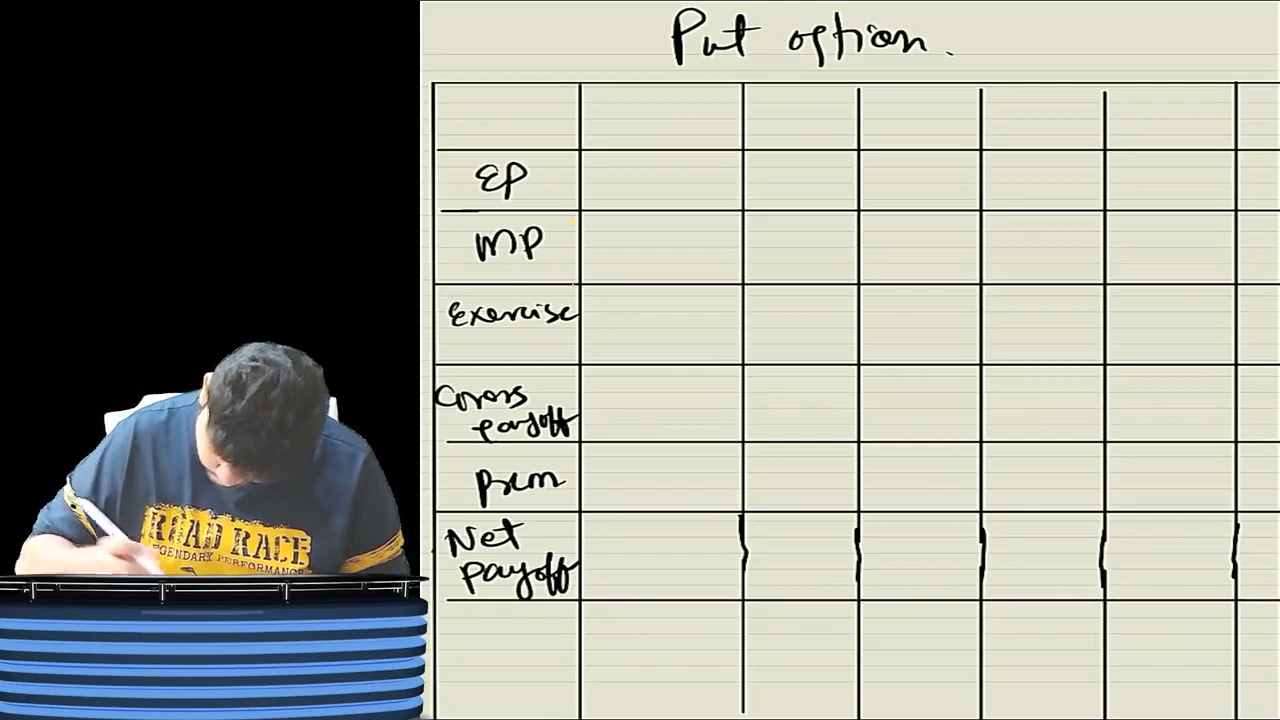 Put option.
EP
MP
Exercise
Gross
payoff
Prem
Net
payoff
ROAD RACE
LEGENDARY PERFORMANCE